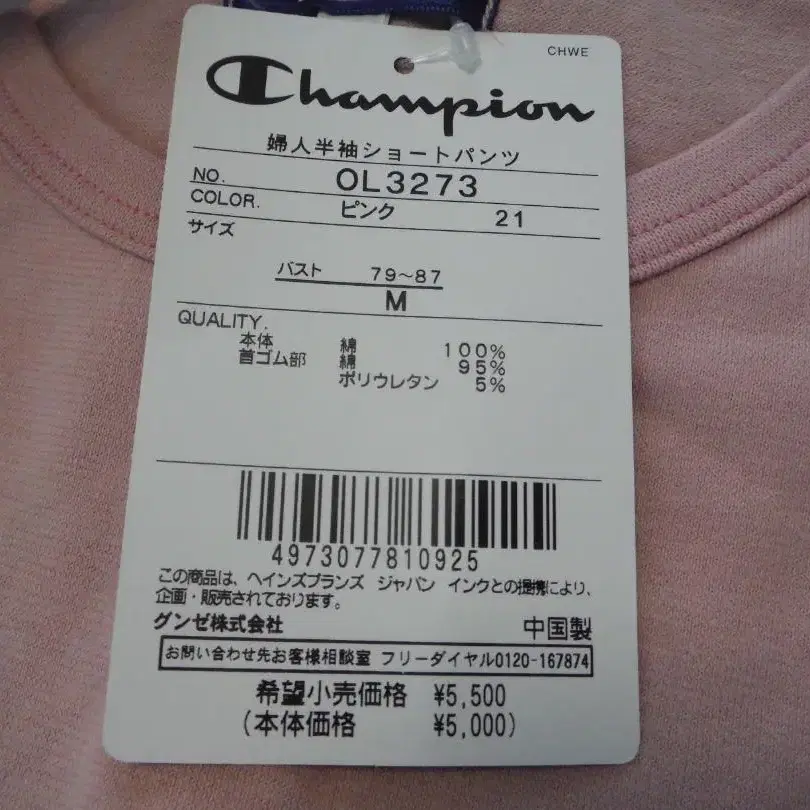 CHWE
Champion
婦人半袖ショートパンツ
NO. OL3273
COLOR. ピンク 21
サイズ
バスト 79~87
M
QUALITY.
本体 綿 100%
首ゴム部 綿 95%
ポリウレタン 5%
4973077810925
この商品は、ヘインズブランズ ジャパン インクとの提携により、
企画・販売されております。
グンゼ株式会社 中国製
お問い合わせ先お客様相談室 フリーダイヤル0120-167874
希望小売価格 ¥5,500
(本体価格 ¥5,000)